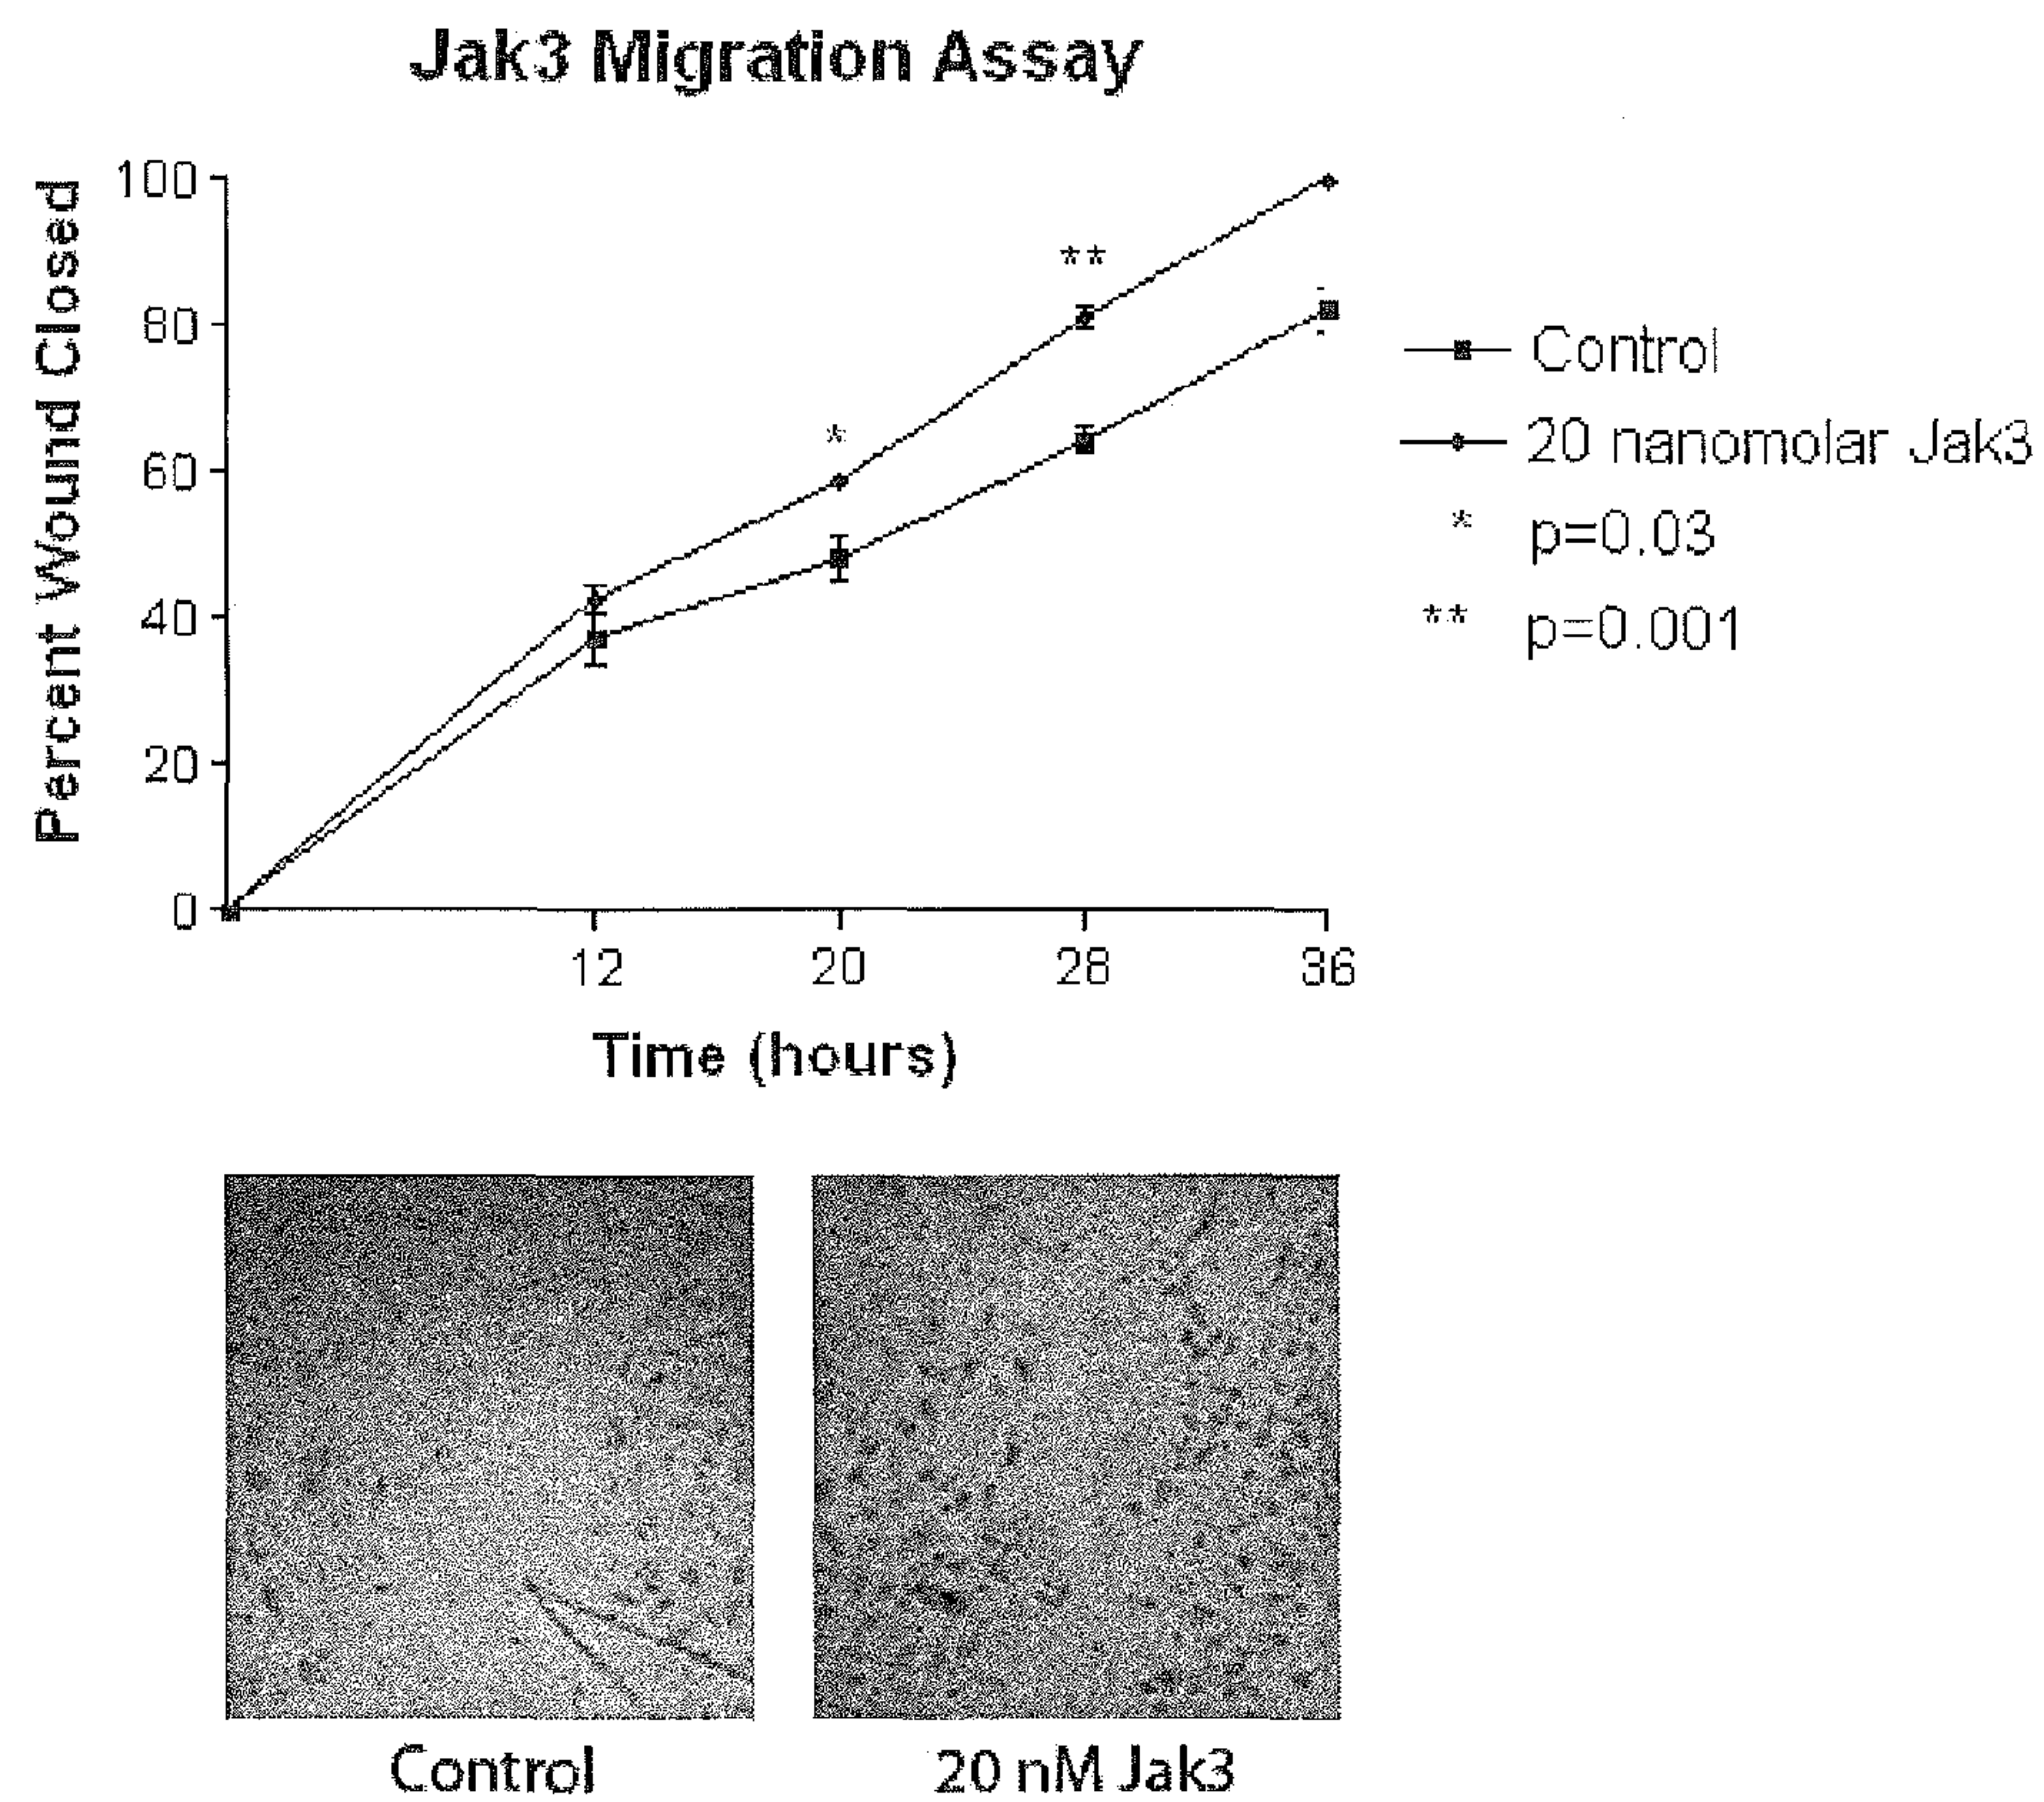 Jak3 Migration Assay
Percent Wound Closed
100
80
60
40
20
0
12 20 28 36
Time (hours)
*
**
Control
20 nanomolar Jak3
* p=0.03
** p=0.001
Control
20 nM Jak3